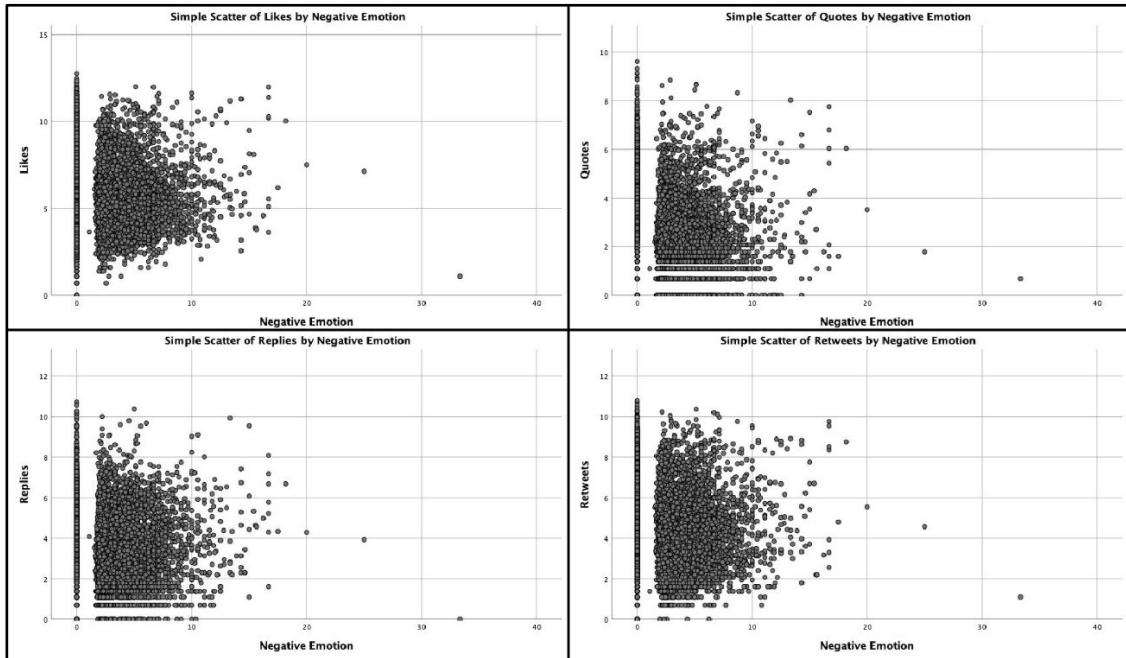 Simple Scatter of Likes by Negative Emotion
15
10
5
0
Likes
0 10 20 30 40
Negative Emotion
Simple Scatter of Quotes by Negative Emotion
10
8
6
4
2
0
Quotes
0 10 20 30 40
Negative Emotion
Simple Scatter of Replies by Negative Emotion
12
10
8
6
4
2
0
Replies
0 10 20 30 40
Negative Emotion
Simple Scatter of Retweets by Negative Emotion
12
10
8
6
4
2
0
Retweets
0 10 20 30 40
Negative Emotion